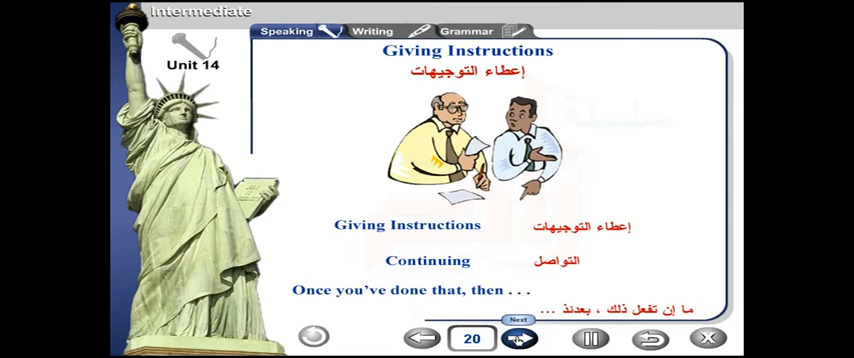 Intermediate
Speaking Writing Grammar
Unit 14
Giving Instructions
إعطاء التوجيهات
سلسلة
Giving Instructions إعطاء التوجيهات
Continuing التواصل
Once you've done that, then . . .
ما إن تفعل ذلك ، بعدئذ ...
Next
20